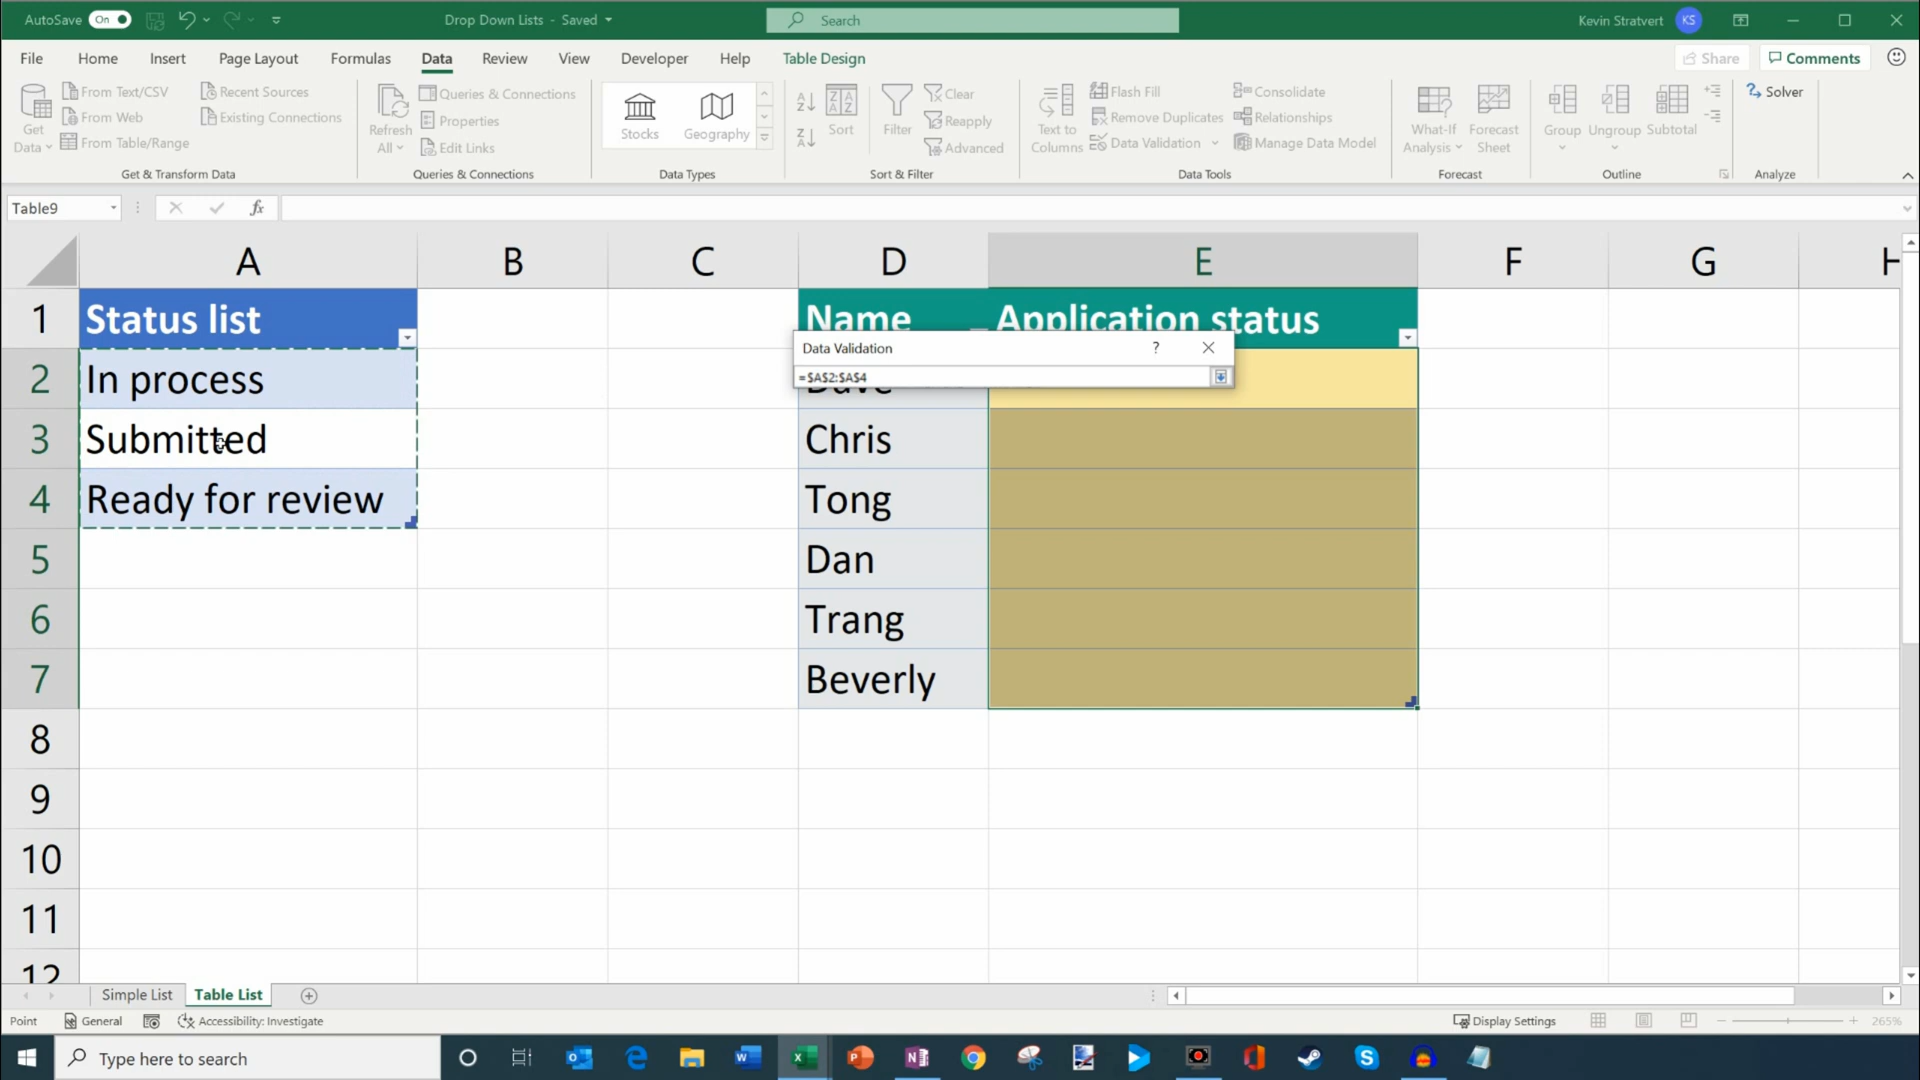 AutoSave On
Drop Down Lists - Saved
Search
Kevin Stratvert KS
File Home Insert Page Layout Formulas Data Review View Developer Help Table Design
Share Comments
Get Data
From Text/CSV
From Web
From Table/Range
Recent Sources
Existing Connections
Get & Transform Data
Refresh All
Queries & Connections
Properties
Edit Links
Queries & Connections
Stocks
Geography
Data Types
Sort
Filter
Clear
Reapply
Advanced
Sort & Filter
Text to Columns
Flash Fill
Remove Duplicates
Data Validation
Consolidate
Relationships
Manage Data Model
Data Tools
What-If Analysis
Forecast Sheet
Forecast
Group
Ungroup
Subtotal
Outline
Solver
Analyze
Table9
fx
A B C D E F G H
1 Status list Name Application status
Data Validation ? 
=$A$2:$A$4
2 In process Dave
3 Submitted Chris
4 Ready for review Tong
5 Dan
6 Trang
7 Beverly
8
9
10
11
12
Simple List Table List
Point General Accessibility: Investigate
Display Settings
265%
Type here to search